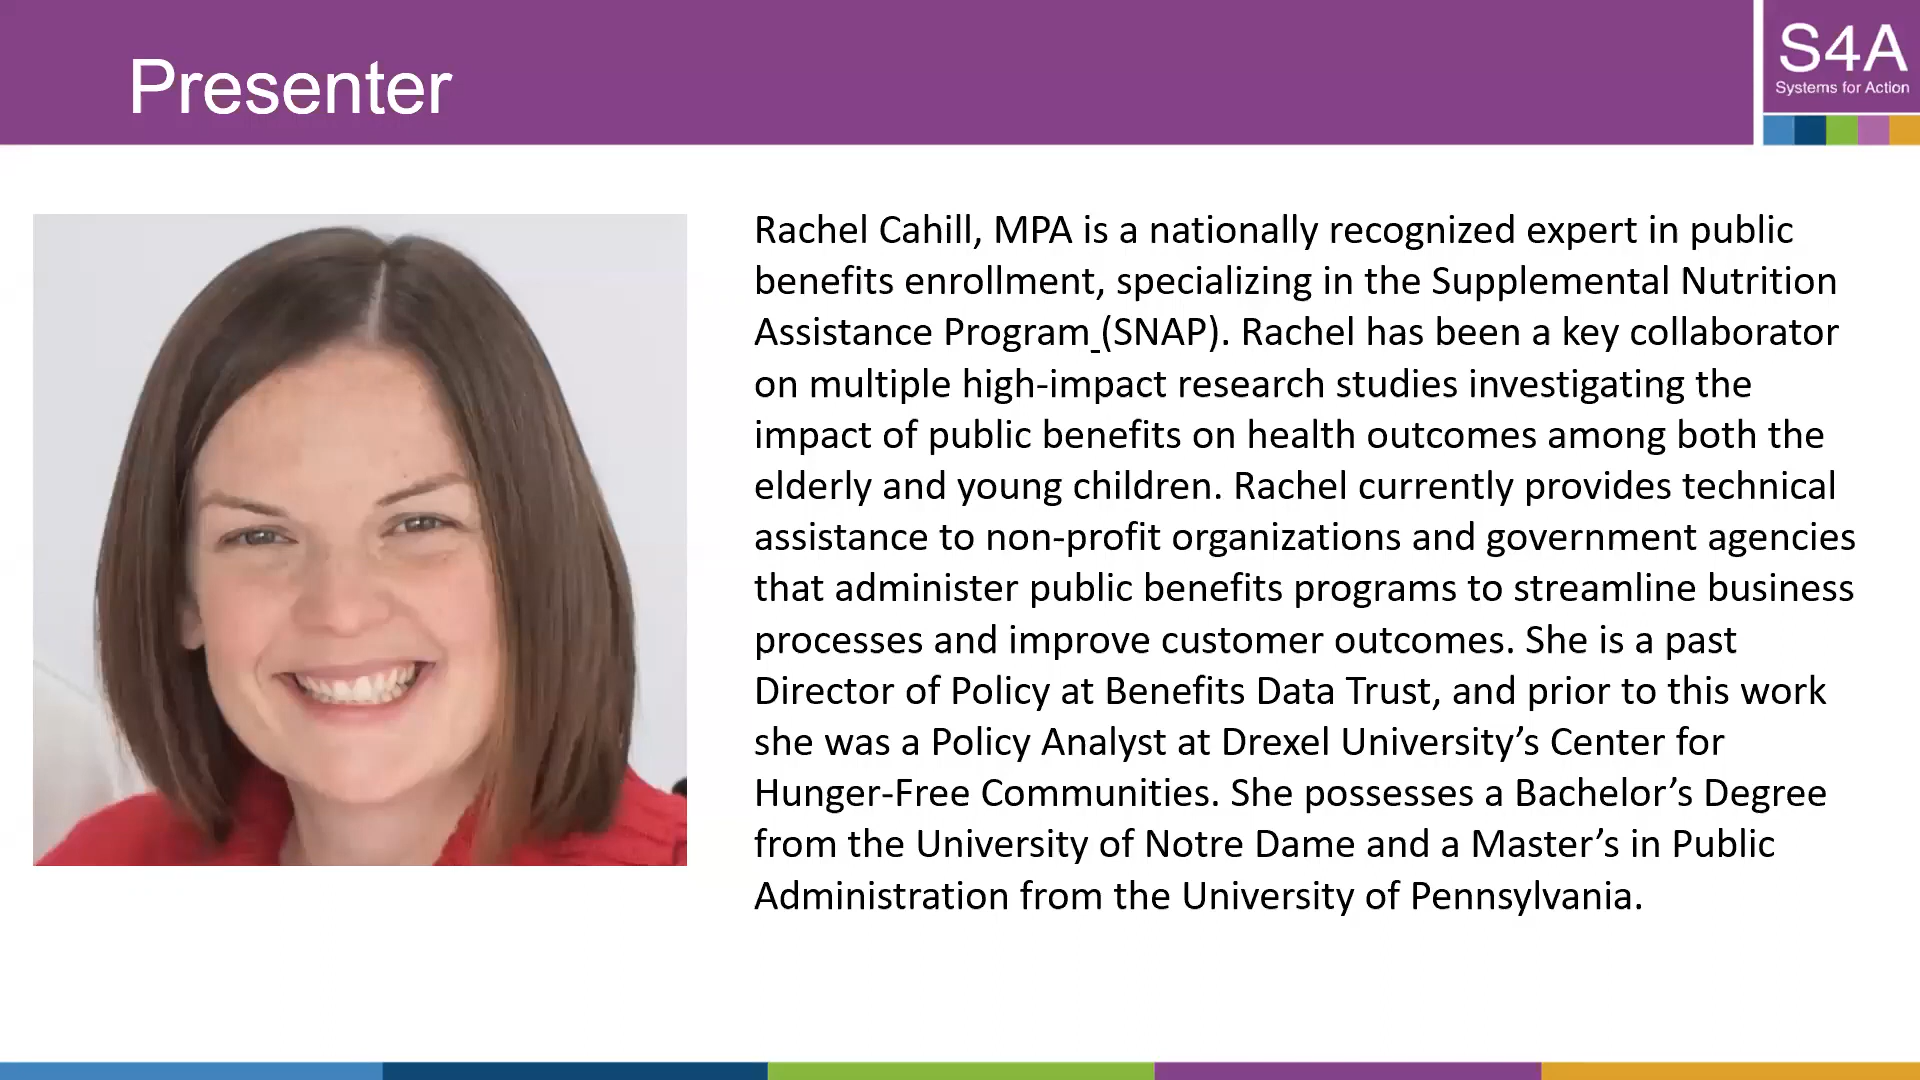 Presenter
S4A
Systems for Action
Rachel Cahill, MPA is a nationally recognized expert in public
benefits enrollment, specializing in the Supplemental Nutrition
Assistance Program (SNAP). Rachel has been a key collaborator
on multiple high-impact research studies investigating the
impact of public benefits on health outcomes among both the
elderly and young children. Rachel currently provides technical
assistance to non-profit organizations and government agencies
that administer public benefits programs to streamline business
processes and improve customer outcomes. She is a past
Director of Policy at Benefits Data Trust, and prior to this work
she was a Policy Analyst at Drexel University’s Center for
Hunger-Free Communities. She possesses a Bachelor’s Degree
from the University of Notre Dame and a Master’s in Public
Administration from the University of Pennsylvania.